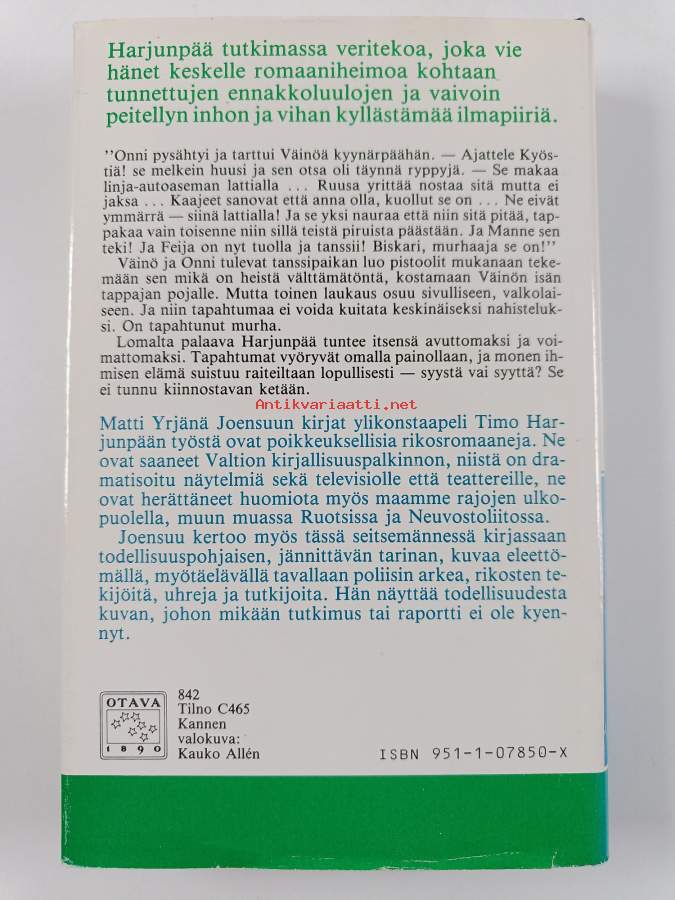 Harjunpää tutkimassa veritekoa, joka vie
hänet keskelle romaaniheimoa kohtaan
tunnettujen ennakkoluulojen ja vaivoin
peitellyn inhon ja vihan kyllästämää ilmapiiriä.
"Onni pysähtyi ja tarttui Väinöä kyynärpäähän. — Ajattele Kyös-
tiä! se melkein huusi ja sen otsa oli täynnä ryppyjä. — Se makaa
linja-autoaseman lattialla ... Ruusa yrittää nostaa sitä mutta ei
jaksa ... Kaajeet sanovat että anna olla, kuollut se on ... Ne eivät
ymmärrä — siinä lattialla! Ja se yksi nauraa että niin sitä pitää, tap-
pakaa vain toisenne niin sillä teistä piruista päästään. Ja Manne sen
teki! Ja Feija on nyt tuolla ja tanssii! Biskari, murhaaja se on!"
Väinö ja Onni tulevat tanssipaikan luo pistoolit mukanaan teke-
mään sen mikä on heistä välttämätöntä, kostamaan Väinön isän
tappajan pojalle. Mutta toinen laukaus osuu sivulliseen, valkolai-
seen. Ja niin tapahtumaa ei voida kuitata keskinäiseksi nahisteluk-
si. On tapahtunut murha.
Lomalta palaava Harjunpää tuntee itsensä avuttomaksi ja voi-
mattomaksi. Tapahtumat vyöryvät omalla painollaan, ja monen ih-
misen elämä suistuu raiteiltaan lopullisesti — syystä vai syyttä? Se
ei tunnu kiinnostavan ketään.
Antikvariaatti.net
Matti Yrjänä Joensuun kirjat ylikonstaapeli Timo Har-
junpään työstä ovat poikkeuksellisia rikosromaaneja. Ne
ovat saaneet Valtion kirjallisuuspalkinnon, niistä on dra-
matisoitu näytelmiä sekä televisiolle että teattereille, ne
ovat herättäneet huomiota myös maamme rajojen ulko-
puolella, muun muassa Ruotsissa ja Neuvostoliitossa.
Joensuu kertoo myös tässä seitsemännessä kirjassaan
todellisuuspohjaisen, jännittävän tarinan, kuvaa eleettö-
mällä, myötäelävällä tavallaan poliisin arkea, rikosten te-
kijöitä, uhreja ja tutkijoita. Hän näyttää todellisuudesta
kuvan, johon mikään tutkimus tai raportti ei ole kyen-
nyt.
OTAVA
1890
842
Tilno C465
Kannen
valokuva:
Kauko Allén
ISBN 951-1-07850-X